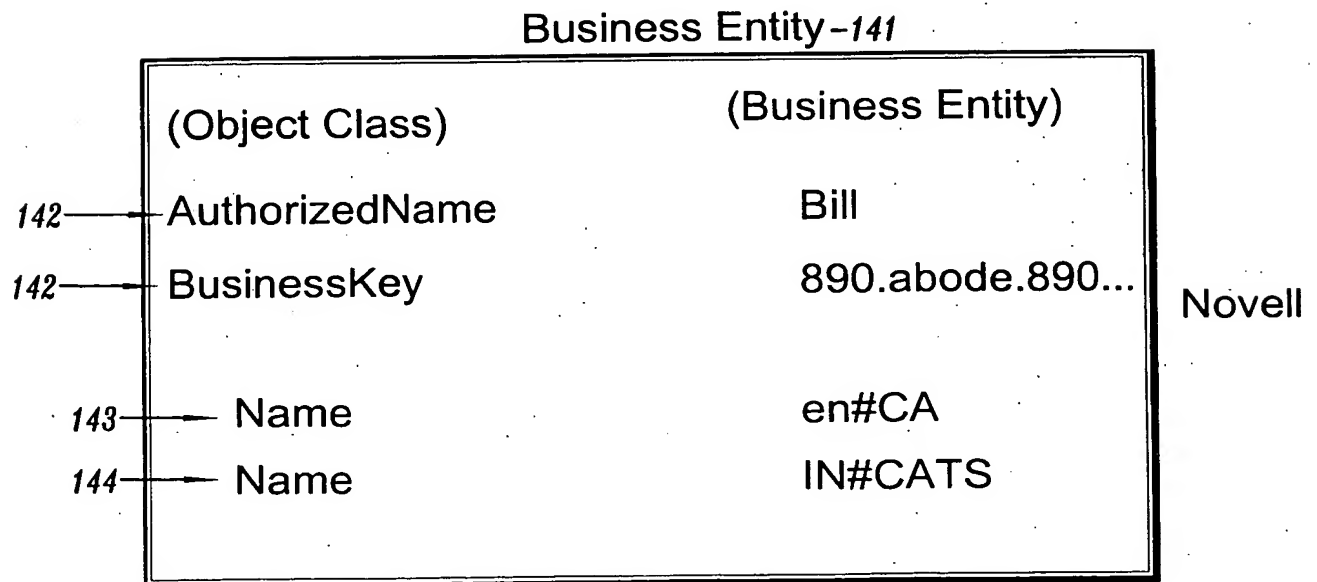 Business Entity-141
(Object Class) (Business Entity)
142 AuthorizedName Bill
142 BusinessKey 890.abode.890...
Novell
143 Name en#CA
144 Name IN#CATS